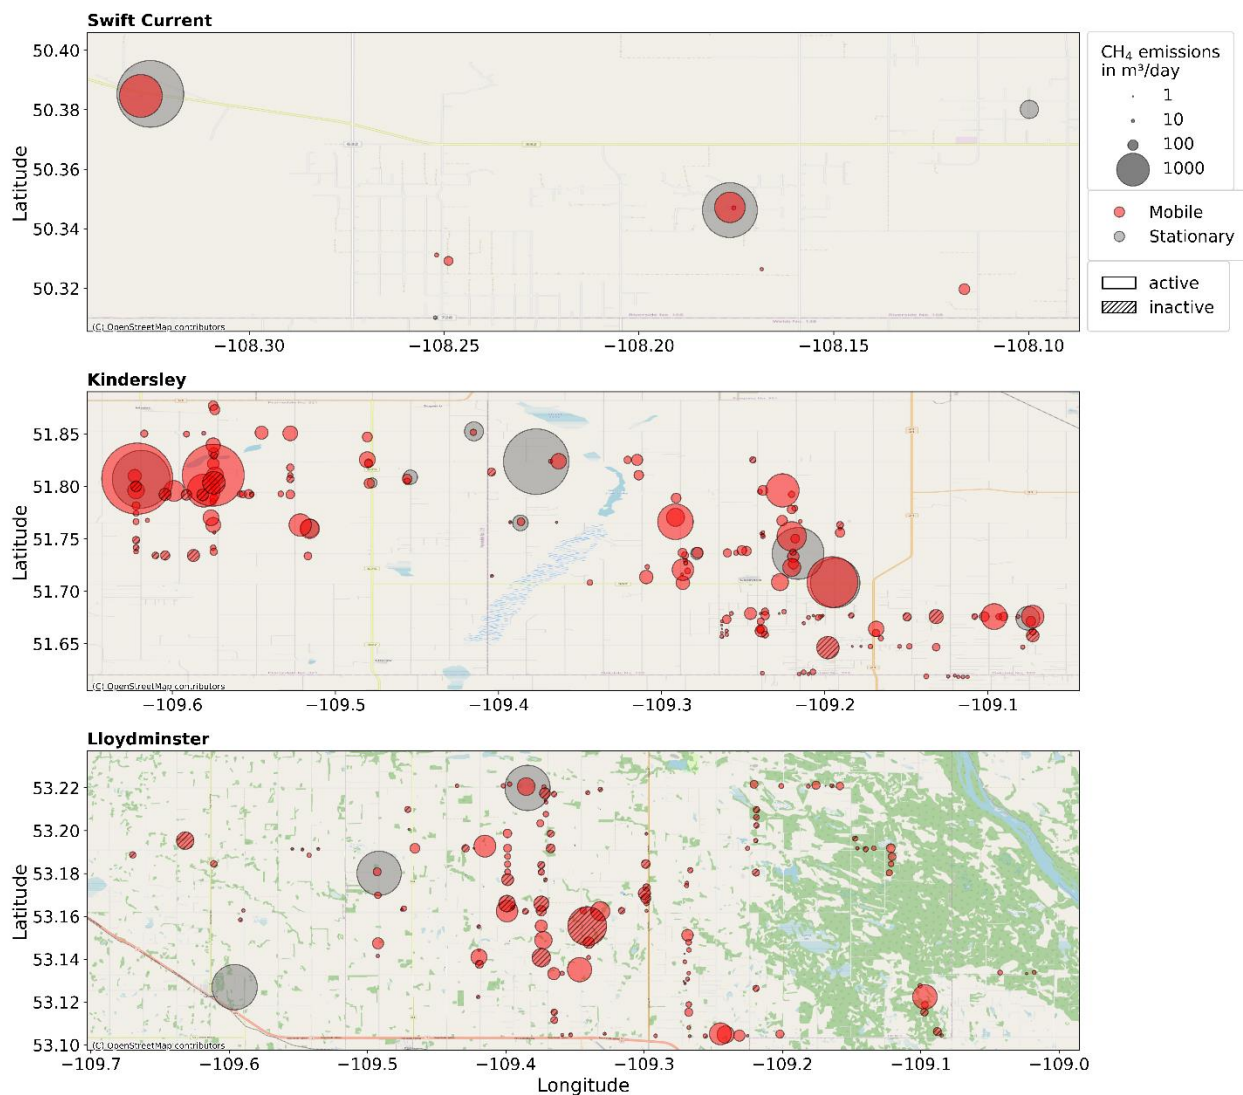 Swift Current
50.40
50.38
50.36
50.34
50.32
Latitude
(C) OpenStreetMap contributors
−108.30
−108.25
−108.20
−108.15
−108.10
CH₄ emissions
in m³/day
1
10
100
1000
Mobile
Stationary
active
inactive
Kindersley
51.85
51.80
51.75
51.70
51.65
Latitude
(C) OpenStreetMap contributors
−109.6
−109.5
−109.4
−109.3
−109.2
−109.1
Lloydminster
53.22
53.20
53.18
53.16
53.14
53.12
53.10
Latitude
(C) OpenStreetMap contributors
−109.7
−109.6
−109.5
−109.4
−109.3
−109.2
−109.1
−109.0
Longitude